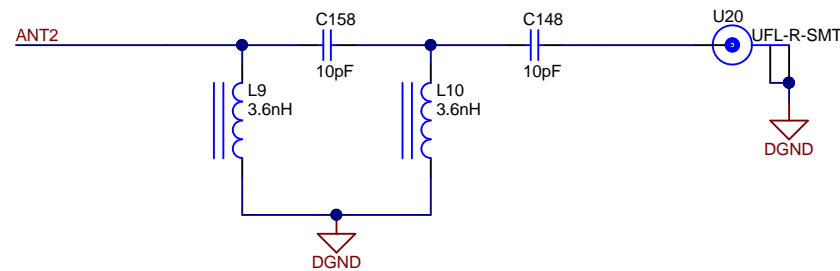 C158
C148
U20
ANT2
UFL-R-SMT
10pF
10pF
L9
3.6nH
L10
3.6nH
DGND
DGND